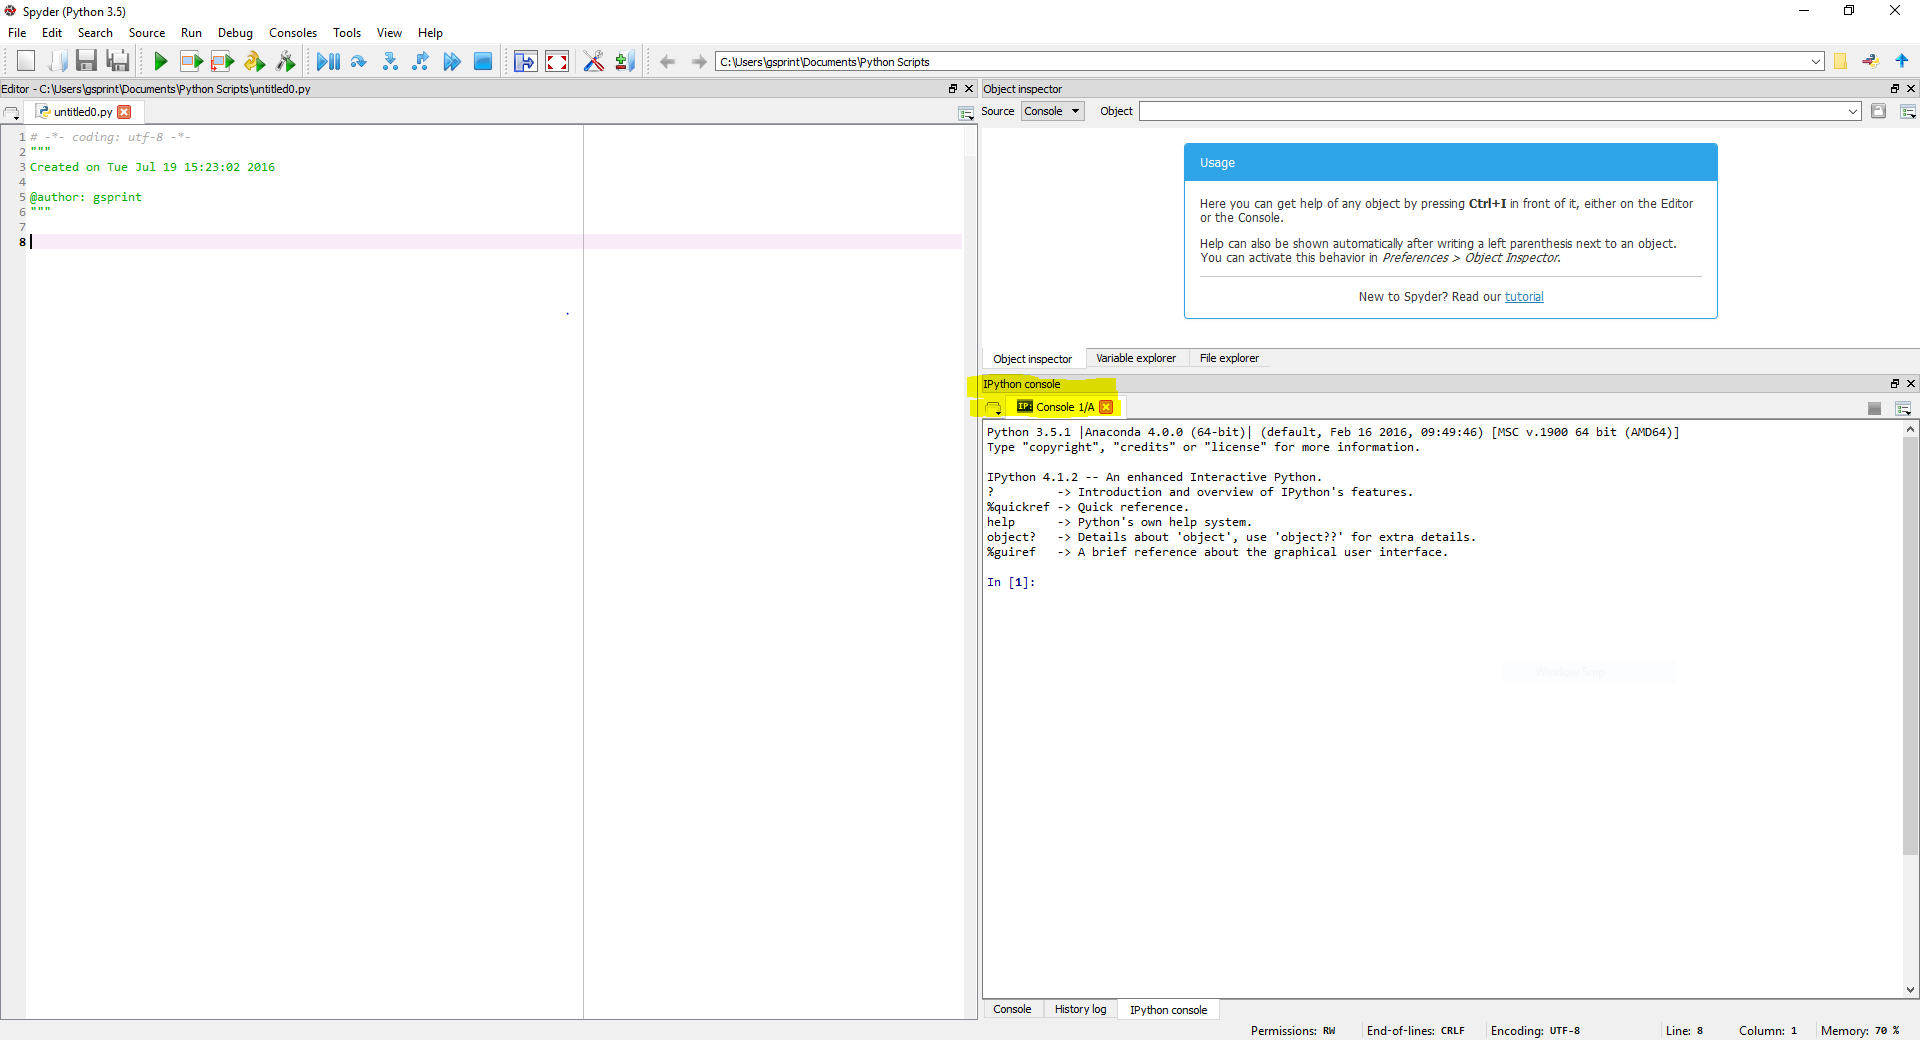 Spyder (Python 3.5)
File Edit Search Source Run Debug Consoles Tools View Help
C:\Users\gsprint\Documents\Python Scripts
Editor - C:\Users\gsprint\Documents\Python Scripts\untitled0.py
untitled0.py
1 # -*- coding: utf-8 -*-
2 """
3 Created on Tue Jul 19 15:23:02 2016
4
5 @author: gsprint
6 """
7
8
Object inspector
Source Console Object
Usage
Here you can get help of any object by pressing Ctrl+I in front of it, either on the Editor
or the Console.
Help can also be shown automatically after writing a left parenthesis next to an object.
You can activate this behavior in Preferences > Object Inspector.
New to Spyder? Read our tutorial
Object inspector Variable explorer File explorer
IPython console
IP: Console 1/A
Python 3.5.1 |Anaconda 4.0.0 (64-bit)| (default, Feb 16 2016, 09:49:46) [MSC v.1900 64 bit (AMD64)]
Type "copyright", "credits" or "license" for more information.
IPython 4.1.2 -- An enhanced Interactive Python.
? -> Introduction and overview of IPython's features.
%quickref -> Quick reference.
help -> Python's own help system.
object? -> Details about 'object', use 'object??' for extra details.
%guiref -> A brief reference about the graphical user interface.
In [1]:
Console History log IPython console
Permissions: RW End-of-lines: CRLF Encoding: UTF-8 Line: 8 Column: 1 Memory: 70 %